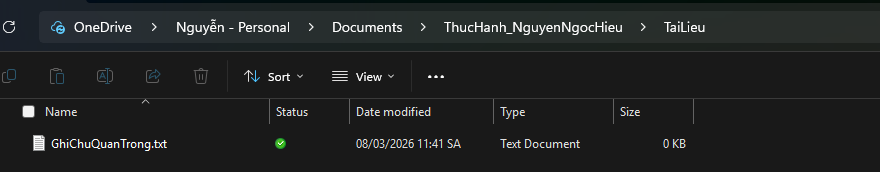 OneDrive > Nguyễn - Personal > Documents > ThucHanh_NguyenNgocHieu > TaiLieu
Sort View ...
Name Status Date modified Type Size
GhiChuQuanTrong.txt 08/03/2026 11:41 SA Text Document 0 KB